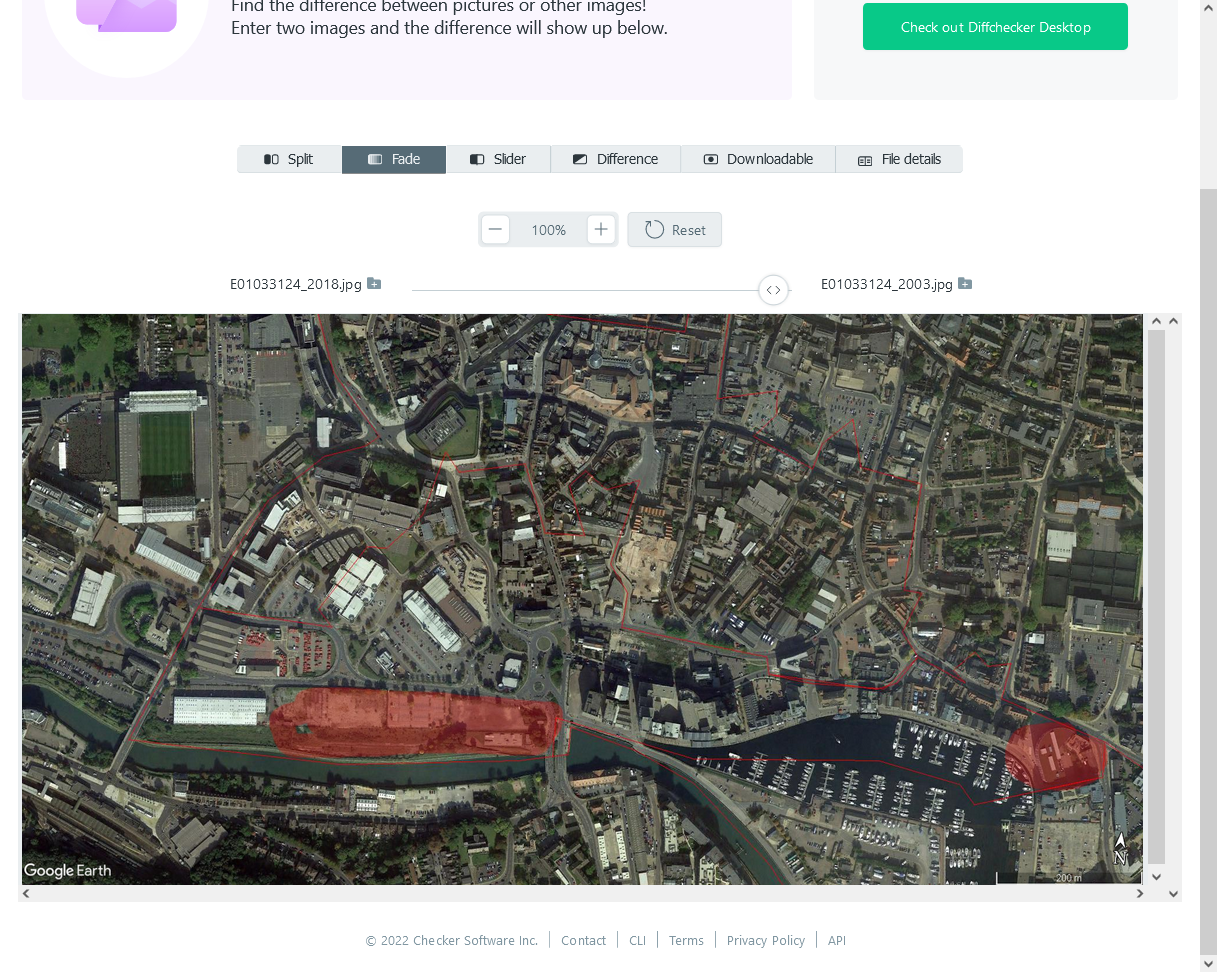 Find the difference between pictures or other images!
Enter two images and the difference will show up below.
Check out Diffchecker Desktop
Split Fade Slider Difference Downloadable File details
100% Reset
E01033124_2018.jpg E01033124_2003.jpg
Google Earth
N
200 m
© 2022 Checker Software Inc. Contact CLI Terms Privacy Policy API